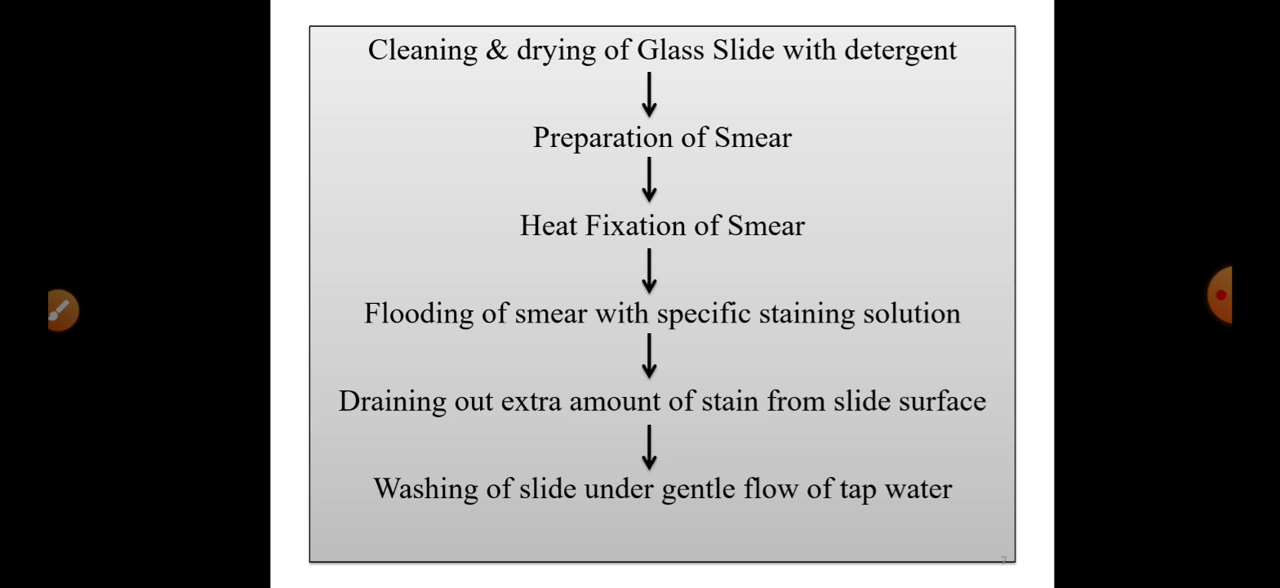 Cleaning & drying of Glass Slide with detergent
Preparation of Smear
Heat Fixation of Smear
Flooding of smear with specific staining solution
Draining out extra amount of stain from slide surface
Washing of slide under gentle flow of tap water
7